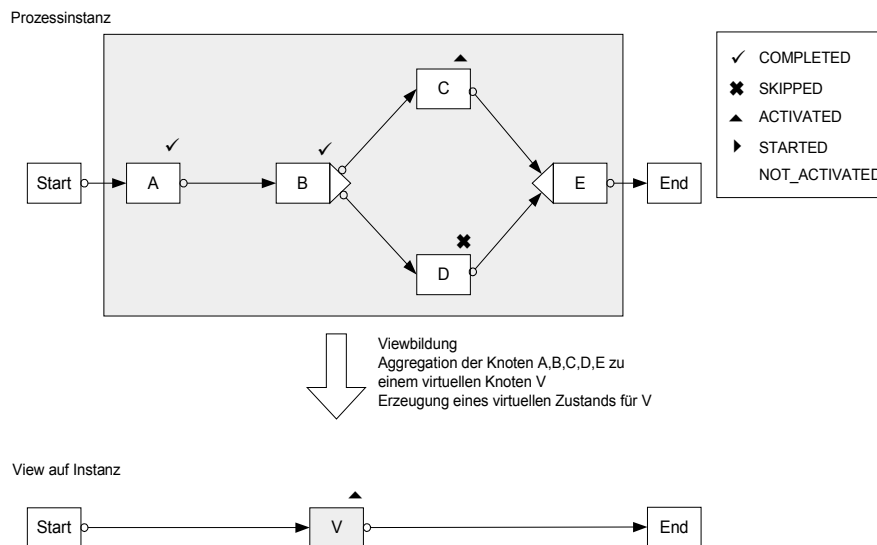 Prozessinstanz
COMPLETED
SKIPPED
ACTIVATED
STARTED
NOT_ACTIVATED
C
Start
A
B
E
End
D
Viewbildung
Aggregation der Knoten A,B,C,D,E zu
einem virtuellen Knoten V
Erzeugung eines virtuellen Zustands für V
View auf Instanz
Start
V
End